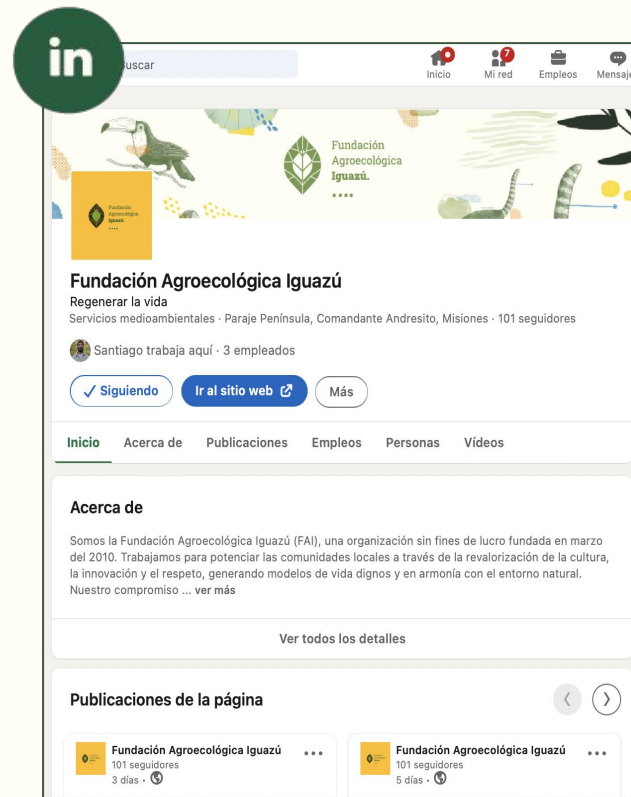 in
uscar
Inicio
7
Mi red
Empleos
Mensaje
Fundación
Agroecológica
Iguazú.
Fundación
Agroecológica
Iguazú.
Fundación Agroecológica Iguazú
Regenerar la vida
Servicios medioambientales · Paraje Península, Comandante Andresito, Misiones · 101 seguidores
Santiago trabaja aquí · 3 empleados
Siguiendo
Ir al sitio web
Más
Inicio Acerca de Publicaciones Empleos Personas Vídeos
Acerca de
Somos la Fundación Agroecológica Iguazú (FAI), una organización sin fines de lucro fundada en marzo
del 2010. Trabajamos para potenciar las comunidades locales a través de la revalorización de la cultura,
la innovación y el respeto, generando modelos de vida dignos y en armonía con el entorno natural.
Nuestro compromiso ... ver más
Ver todos los detalles
Publicaciones de la página
Fundación Agroecológica Iguazú
101 seguidores
3 días ·
Fundación Agroecológica Iguazú
101 seguidores
5 días ·